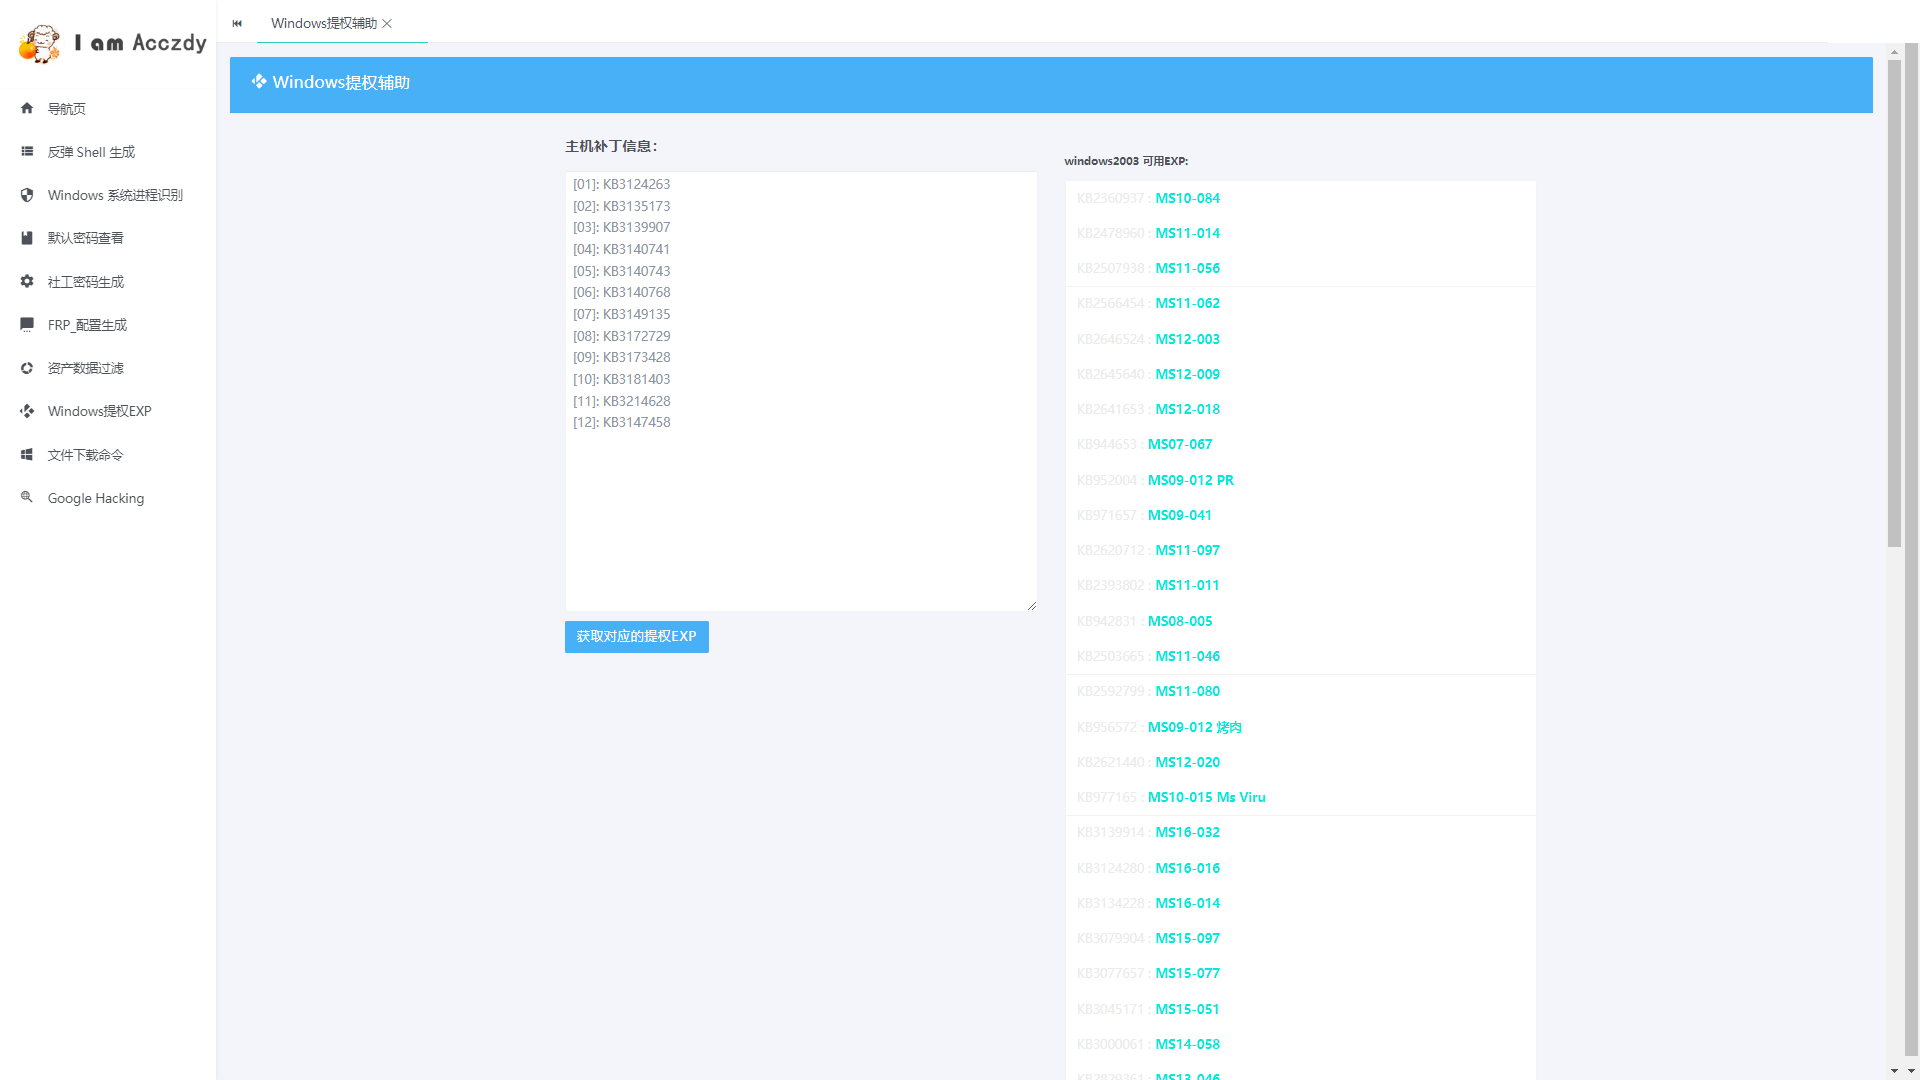 I am Acczdy
导航页
反弹 Shell 生成
Windows 系统进程识别
默认密码查看
社工密码生成
FRP_配置生成
资产数据过滤
Windows提权EXP
文件下载命令
Google Hacking
Windows提权辅助
Windows提权辅助
主机补丁信息：
[01]: KB3124263
[02]: KB3135173
[03]: KB3139907
[04]: KB3140741
[05]: KB3140743
[06]: KB3140768
[07]: KB3149135
[08]: KB3172729
[09]: KB3173428
[10]: KB3181403
[11]: KB3214628
[12]: KB3147458
获取对应的提权EXP
windows2003 可用EXP:
KB2360937 : MS10-084
KB2478960 : MS11-014
KB2507938 : MS11-056
KB2566454 : MS11-062
KB2646524 : MS12-003
KB2645640 : MS12-009
KB2641653 : MS12-018
KB944653 : MS07-067
KB952004 : MS09-012 PR
KB971657 : MS09-041
KB2620712 : MS11-097
KB2393802 : MS11-011
KB942831 : MS08-005
KB2503665 : MS11-046
KB2592799 : MS11-080
KB956572 : MS09-012 烤肉
KB2621440 : MS12-020
KB977165 : MS10-015 Ms Viru
KB3139914 : MS16-032
KB3124280 : MS16-016
KB3134228 : MS16-014
KB3079904 : MS15-097
KB3077657 : MS15-077
KB3045171 : MS15-051
KB3000061 : MS14-058
KB2829361 : MS13-046